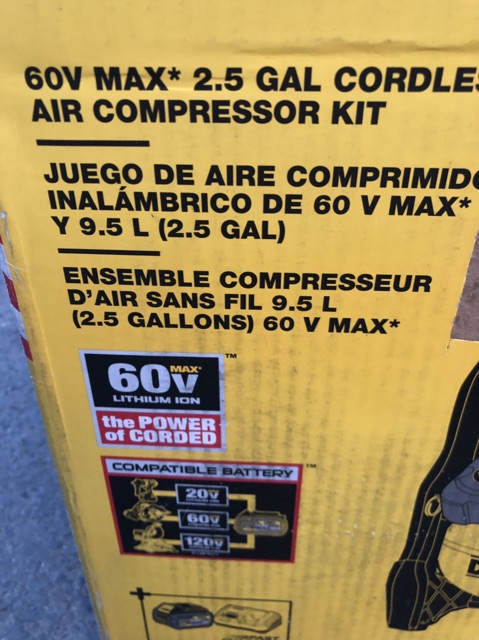 60V MAX* 2.5 GAL CORDLES
AIR COMPRESSOR KIT
JUEGO DE AIRE COMPRIMIDO
INALÁMBRICO DE 60 V MAX*
Y 9.5 L (2.5 GAL)
ENSEMBLE COMPRESSEUR
D'AIR SANS FIL 9.5 L
(2.5 GALLONS) 60 V MAX*
60V MAX* TM
LITHIUM ION
the POWER
of CORDED
COMPATIBLE BATTERY TM
20V
60V
120V